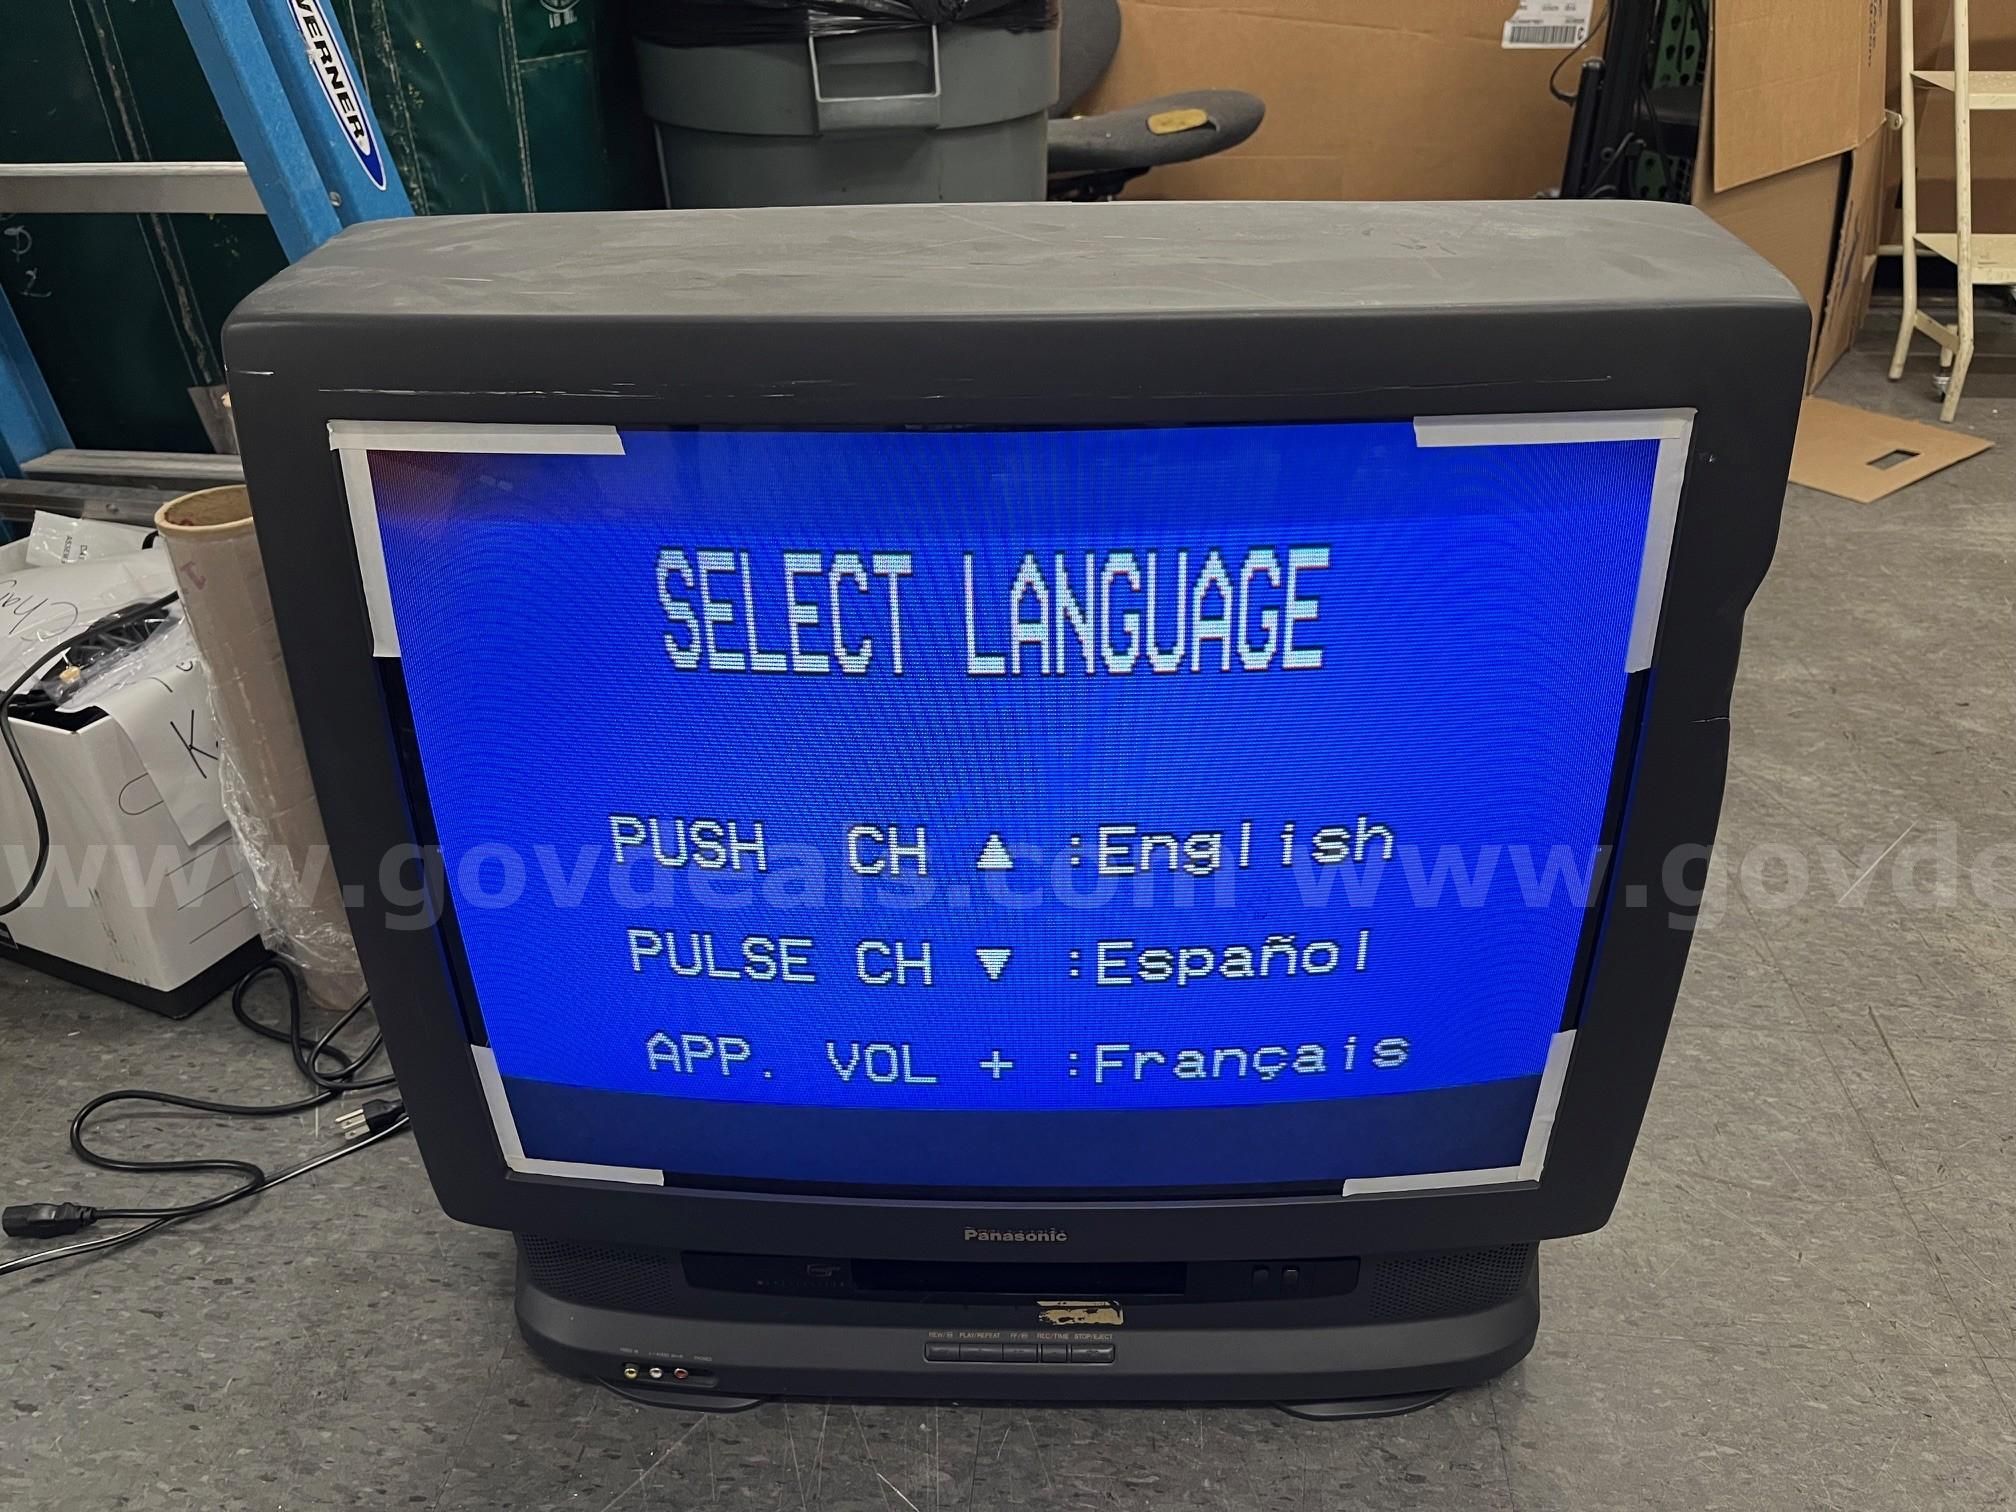 WERNER
SELECT LANGUAGE
PUSH CH ▲ :English
PULSE CH ▼ :Español
APP. VOL + :Français
www.govdeals.com www.govde
Panasonic
REW/ PLAY/REPEAT FF/ REC/TIME STOP/EJECT
PHONES